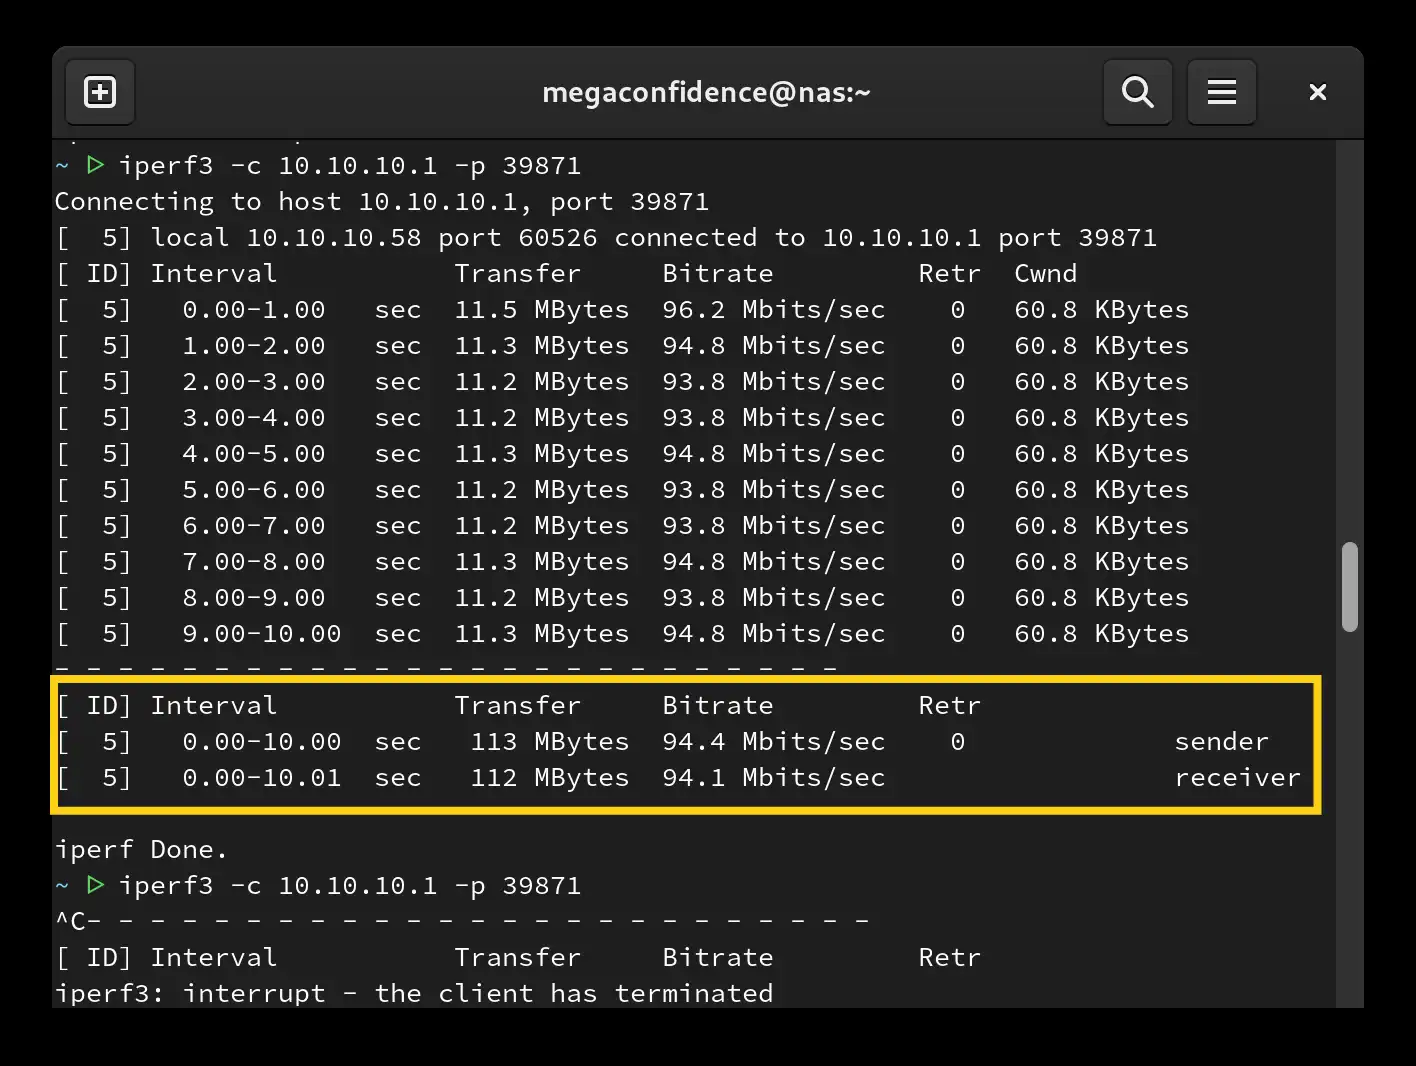 megaconfidence@nas:~
~ ▷ iperf3 -c 10.10.10.1 -p 39871
Connecting to host 10.10.10.1, port 39871
[  5] local 10.10.10.58 port 60526 connected to 10.10.10.1 port 39871
[ ID] Interval           Transfer     Bitrate         Retr  Cwnd
[  5]   0.00-1.00   sec  11.5 MBytes  96.2 Mbits/sec    0   60.8 KBytes
[  5]   1.00-2.00   sec  11.3 MBytes  94.8 Mbits/sec    0   60.8 KBytes
[  5]   2.00-3.00   sec  11.2 MBytes  93.8 Mbits/sec    0   60.8 KBytes
[  5]   3.00-4.00   sec  11.2 MBytes  93.8 Mbits/sec    0   60.8 KBytes
[  5]   4.00-5.00   sec  11.3 MBytes  94.8 Mbits/sec    0   60.8 KBytes
[  5]   5.00-6.00   sec  11.2 MBytes  93.8 Mbits/sec    0   60.8 KBytes
[  5]   6.00-7.00   sec  11.2 MBytes  93.8 Mbits/sec    0   60.8 KBytes
[  5]   7.00-8.00   sec  11.3 MBytes  94.8 Mbits/sec    0   60.8 KBytes
[  5]   8.00-9.00   sec  11.2 MBytes  93.8 Mbits/sec    0   60.8 KBytes
[  5]   9.00-10.00  sec  11.3 MBytes  94.8 Mbits/sec    0   60.8 KBytes
- - - - - - - - - - - - - - - - - - - - - - - - -
[ ID] Interval           Transfer     Bitrate         Retr
[  5]   0.00-10.00  sec   113 MBytes  94.4 Mbits/sec    0             sender
[  5]   0.00-10.01  sec   112 MBytes  94.1 Mbits/sec                  receiver
iperf Done.
~ ▷ iperf3 -c 10.10.10.1 -p 39871
^C- - - - - - - - - - - - - - - - - - - - - - - - -
[ ID] Interval           Transfer     Bitrate         Retr
iperf3: interrupt - the client has terminated